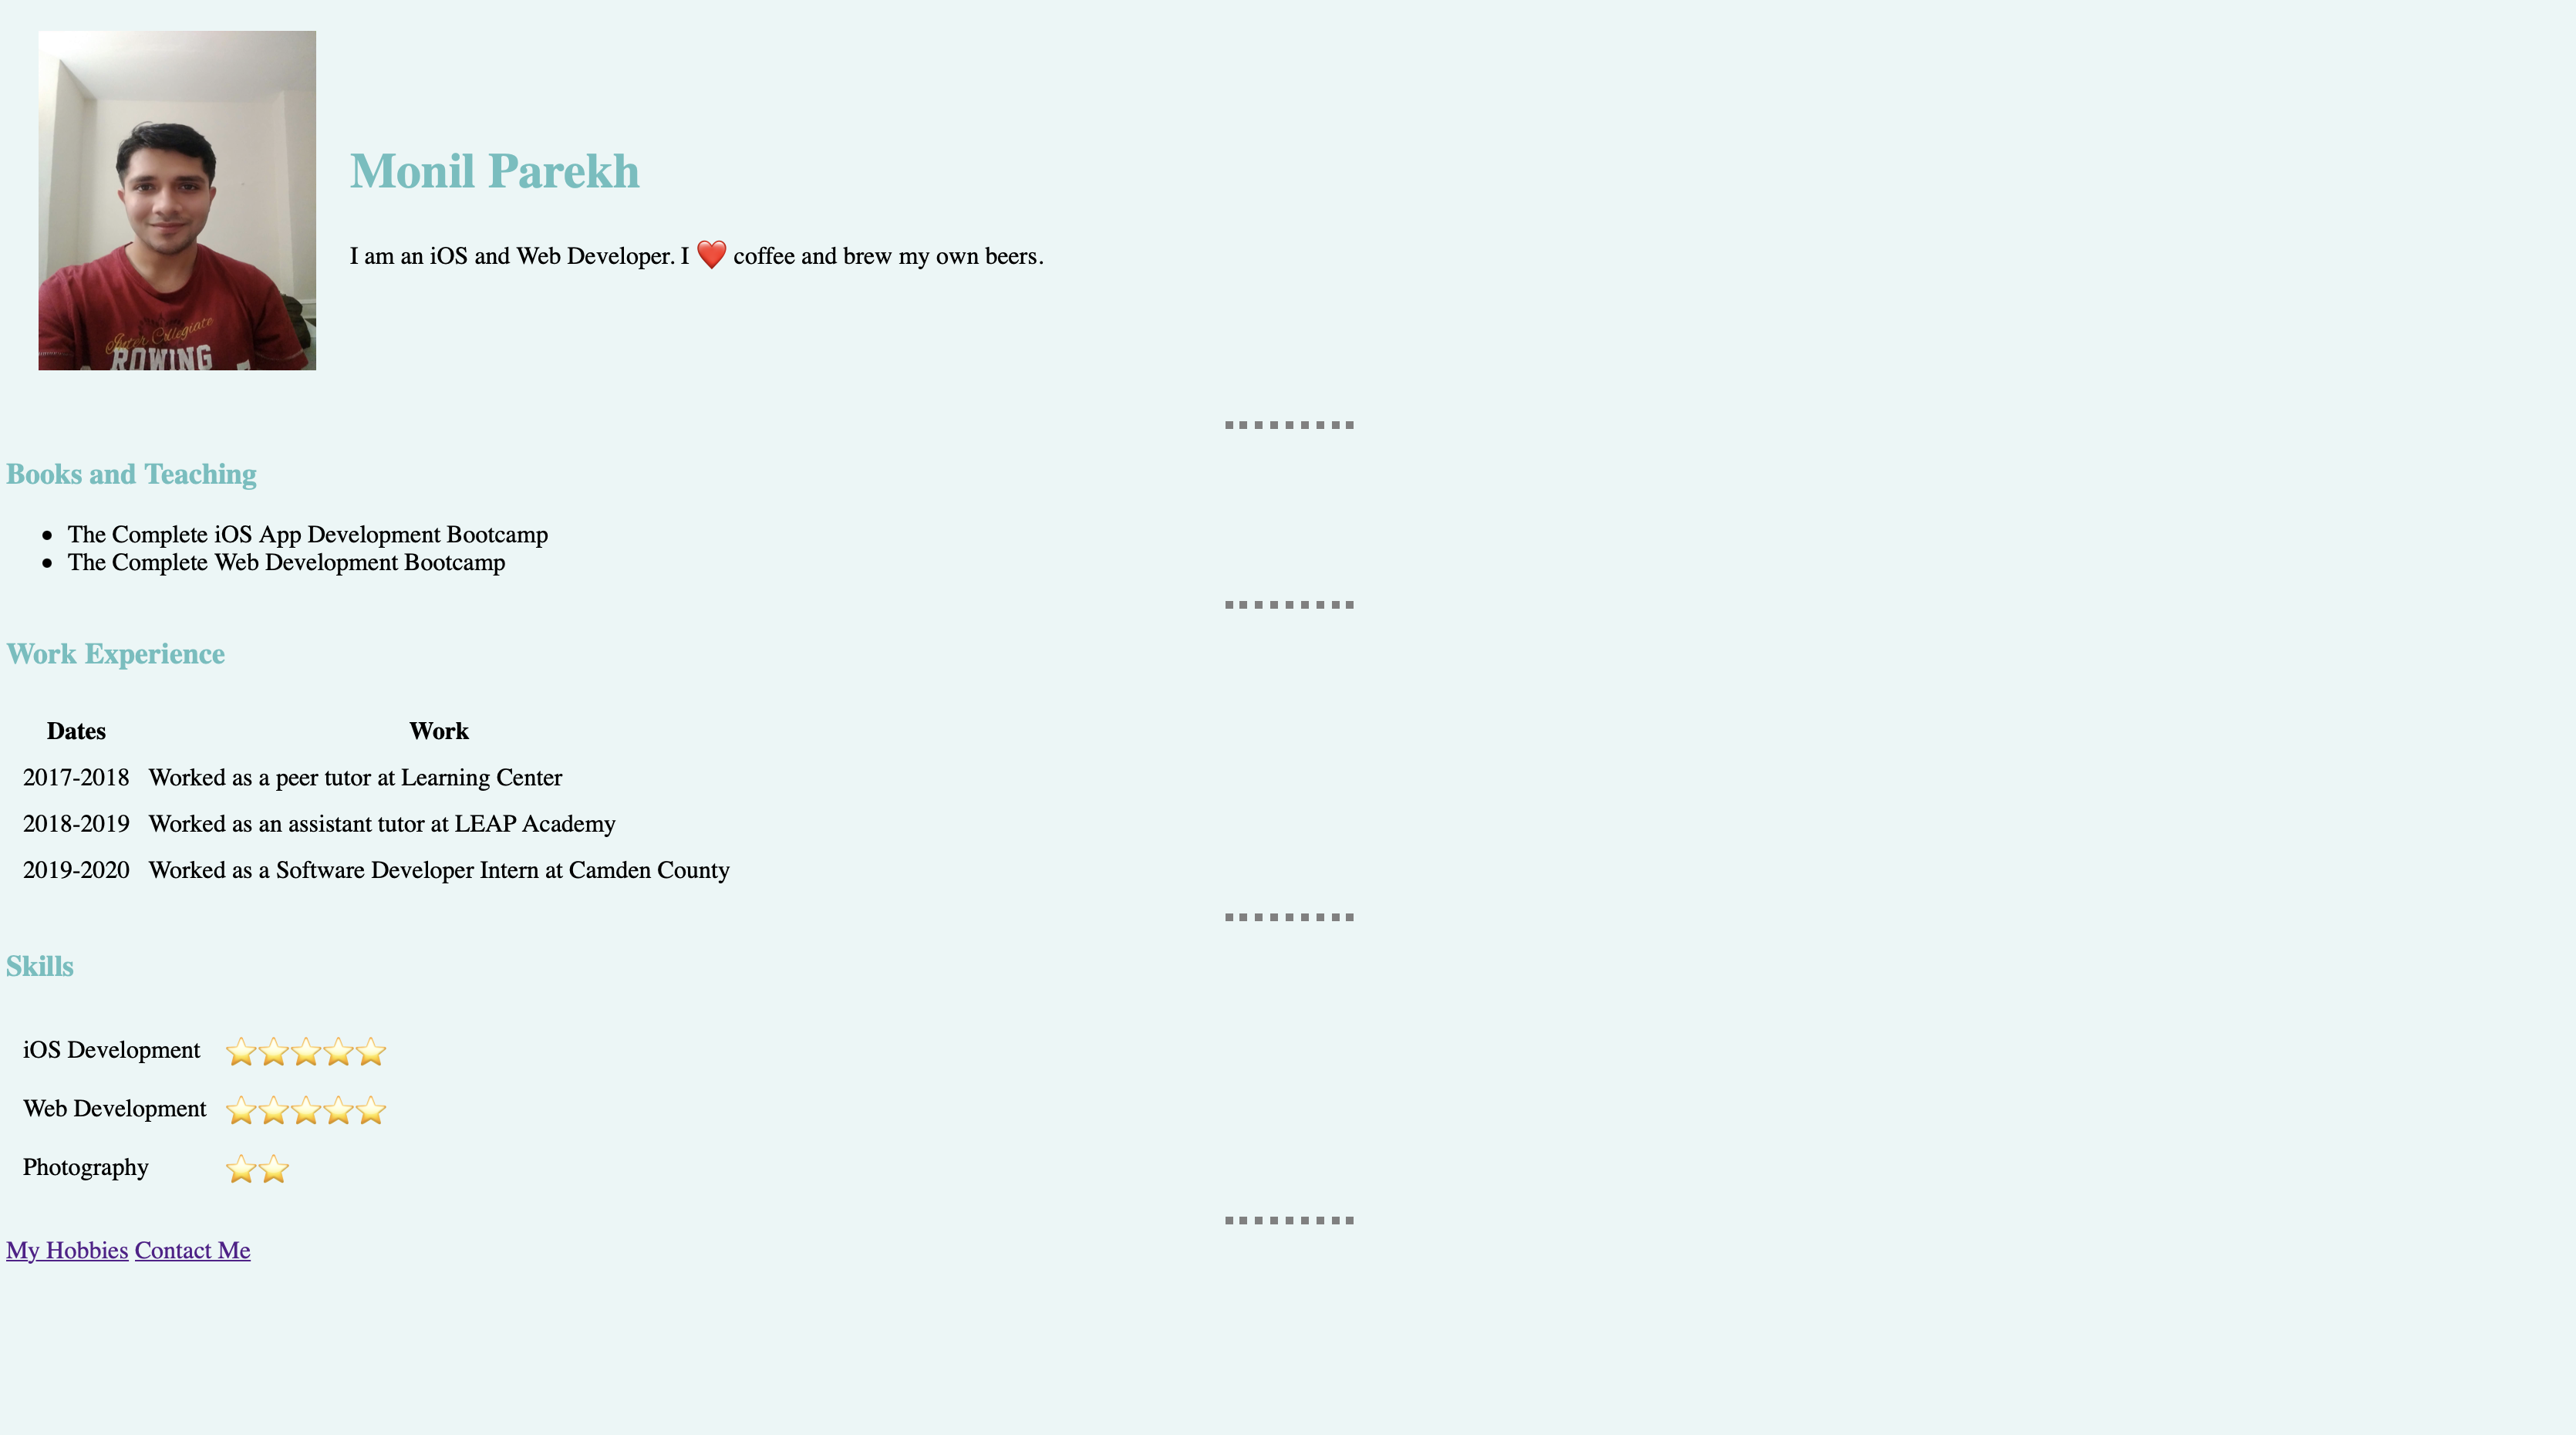 Monil Parekh
I am an iOS and Web Developer. I ❤️ coffee and brew my own beers.
Inter Collegiate
ROWING
Books and Teaching
• The Complete iOS App Development Bootcamp
• The Complete Web Development Bootcamp
Work Experience
Dates Work
2017-2018 Worked as a peer tutor at Learning Center
2018-2019 Worked as an assistant tutor at LEAP Academy
2019-2020 Worked as a Software Developer Intern at Camden County
Skills
iOS Development ⭐⭐⭐⭐⭐
Web Development ⭐⭐⭐⭐⭐
Photography ⭐⭐
My Hobbies Contact Me